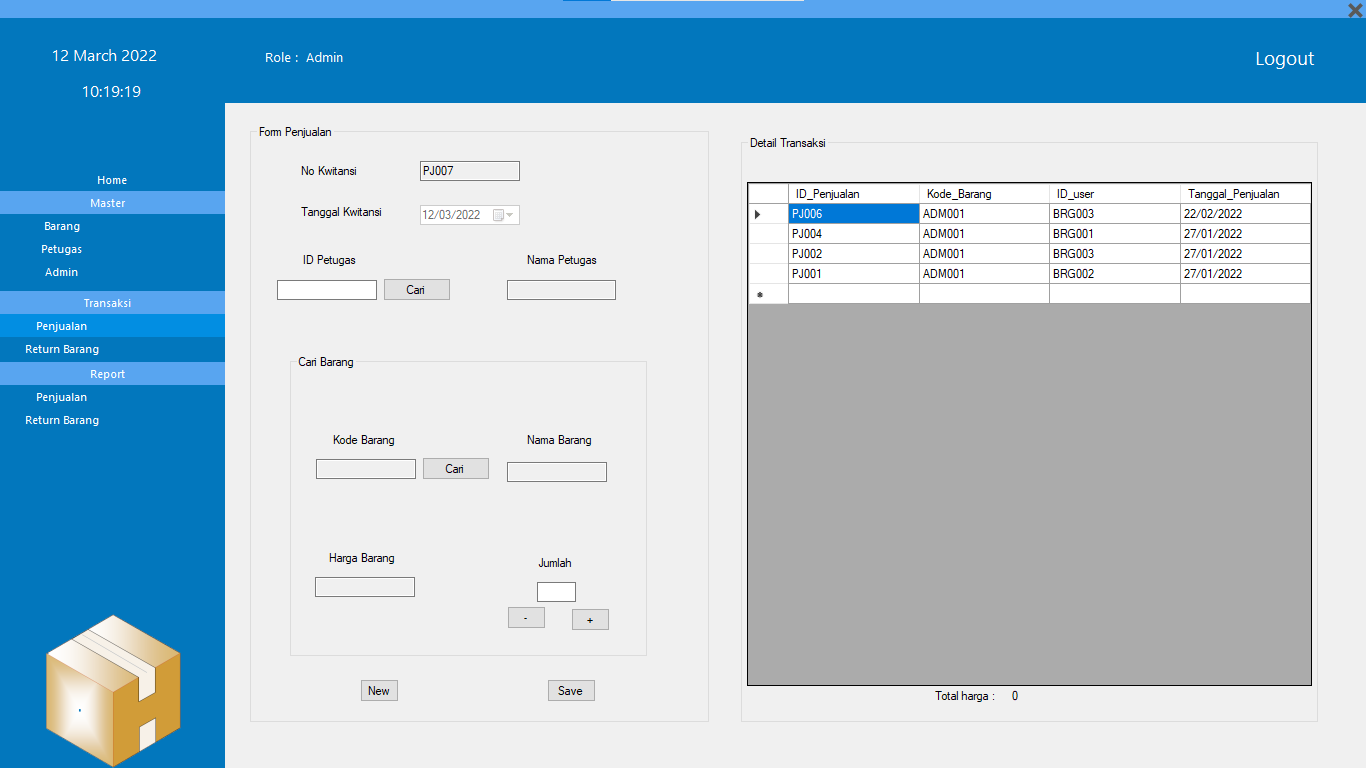 12 March 2022
10:19:19
Role : Admin
Logout
Home
Master
Barang
Petugas
Admin
Transaksi
Penjualan
Return Barang
Report
Penjualan
Return Barang
Form Penjualan
No Kwitansi PJ007
Tanggal Kwitansi 12/03/2022
ID Petugas Nama Petugas
Cari
Cari Barang
Kode Barang Nama Barang
Cari
Harga Barang Jumlah
- +
New Save
Detail Transaksi
ID_Penjualan Kode_Barang ID_user Tanggal_Penjualan
PJ006 ADM001 BRG003 22/02/2022
PJ004 ADM001 BRG001 27/01/2022
PJ002 ADM001 BRG003 27/01/2022
PJ001 ADM001 BRG002 27/01/2022
Total harga : 0